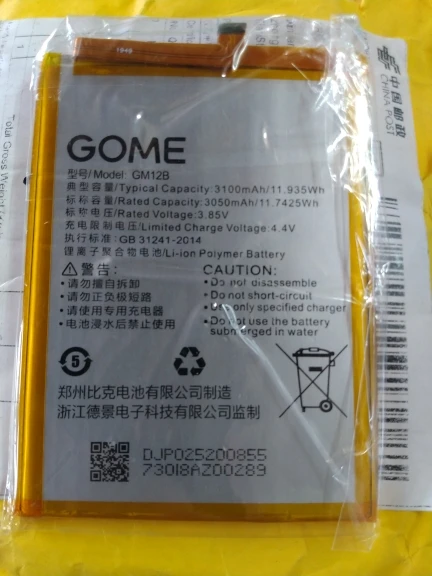 1949
GOME
型号/Model: GM12B
典型容量/Typical Capacity:3100mAh/11.935Wh
标称容量/Rated Capacity:3050mAh/11.7425Wh
标称电压/Rated Voltage:3.85V
充电限制电压/Limited Charge Voltage:4.4V
执行标准:GB 31241-2014
锂离子聚合物电池/Li-ion Polymer Battery
警告:
·请勿擅自拆卸
·请勿正负极短路
·请使用专用充电器
·电池浸水后禁止使用
CAUTION:
·Do not disassemble
·Do not short-circuit
·Use only specified charger
·Do not use the battery
submerged in water
5
郑州比克电池有限公司制造
浙江德景电子科技有限公司监制
DJP025200855
73018AZ00289
中国邮政
CHINA POST
Total Gross Weight